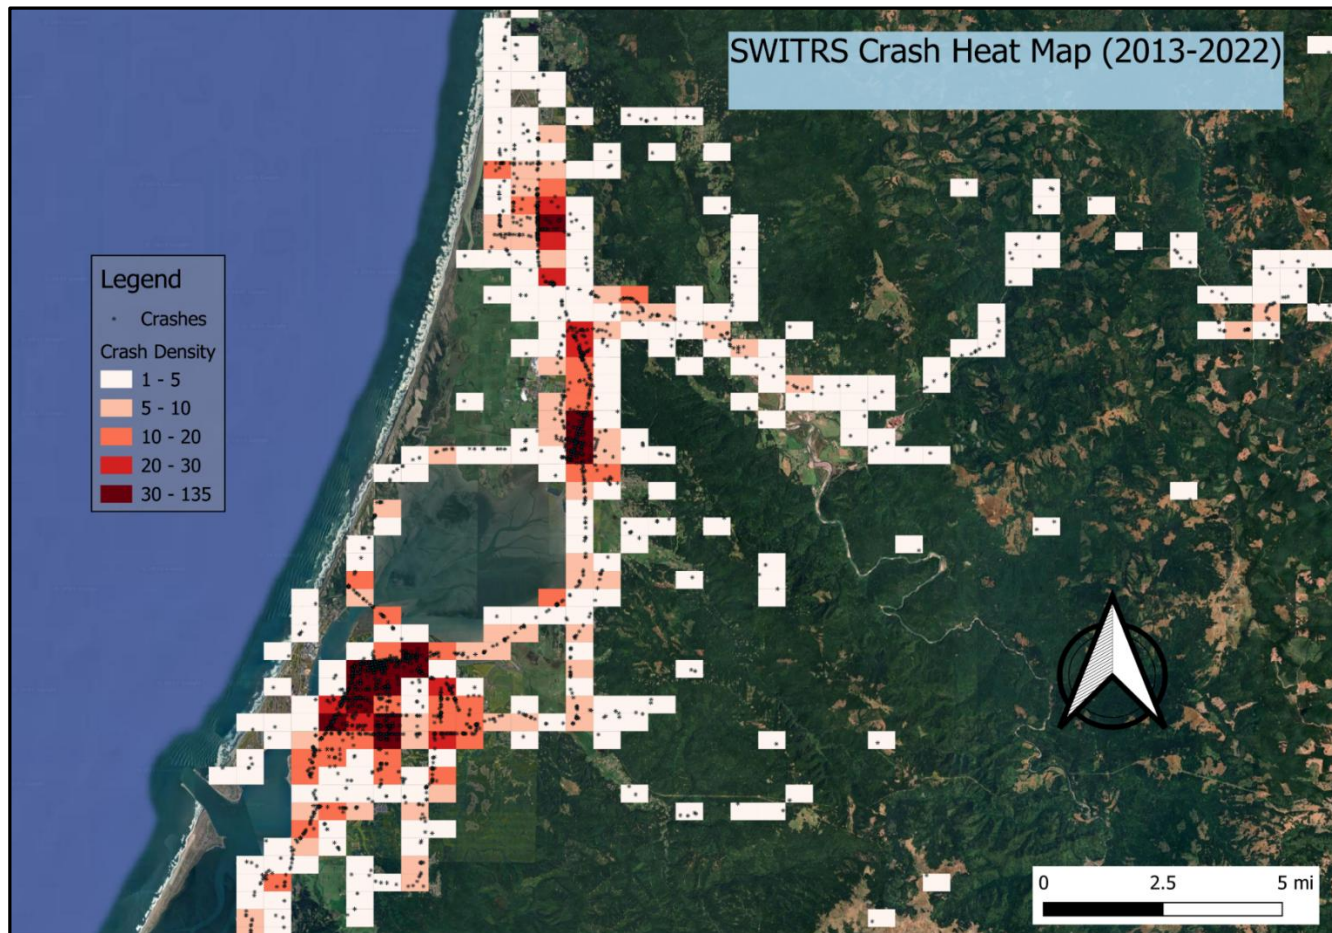 SWITRS Crash Heat Map (2013-2022)
Legend
Crashes
Crash Density
1 - 5
5 - 10
10 - 20
20 - 30
30 - 135
0 2.5 5 mi